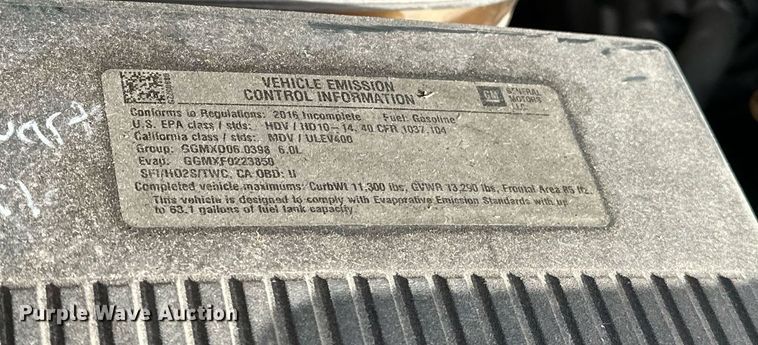 VEHICLE EMISSION
CONTROL INFORMATION
GM GENERAL
MOTORS
LLC
Conforms to Regulations: 2016 Incomplete Fuel: Gasoline
U.S. EPA class / stds: HDV / HD10-14, 40 CFR 1037.104
California class / stds: MDV / ULEV400
Group: GGMXD06.0398 6.0L
Evap: GGMXF0223850
SFI/HO2S/TWC, CA OBD: II
Completed vehicle maximums: CurbWt 11,300 lbs, GVWR 13,290 lbs, Frontal Area 85 ft2.
This vehicle is designed to comply with Evaporative Emission Standards with up
to 63.1 gallons of fuel tank capacity
Purple Wave Auction